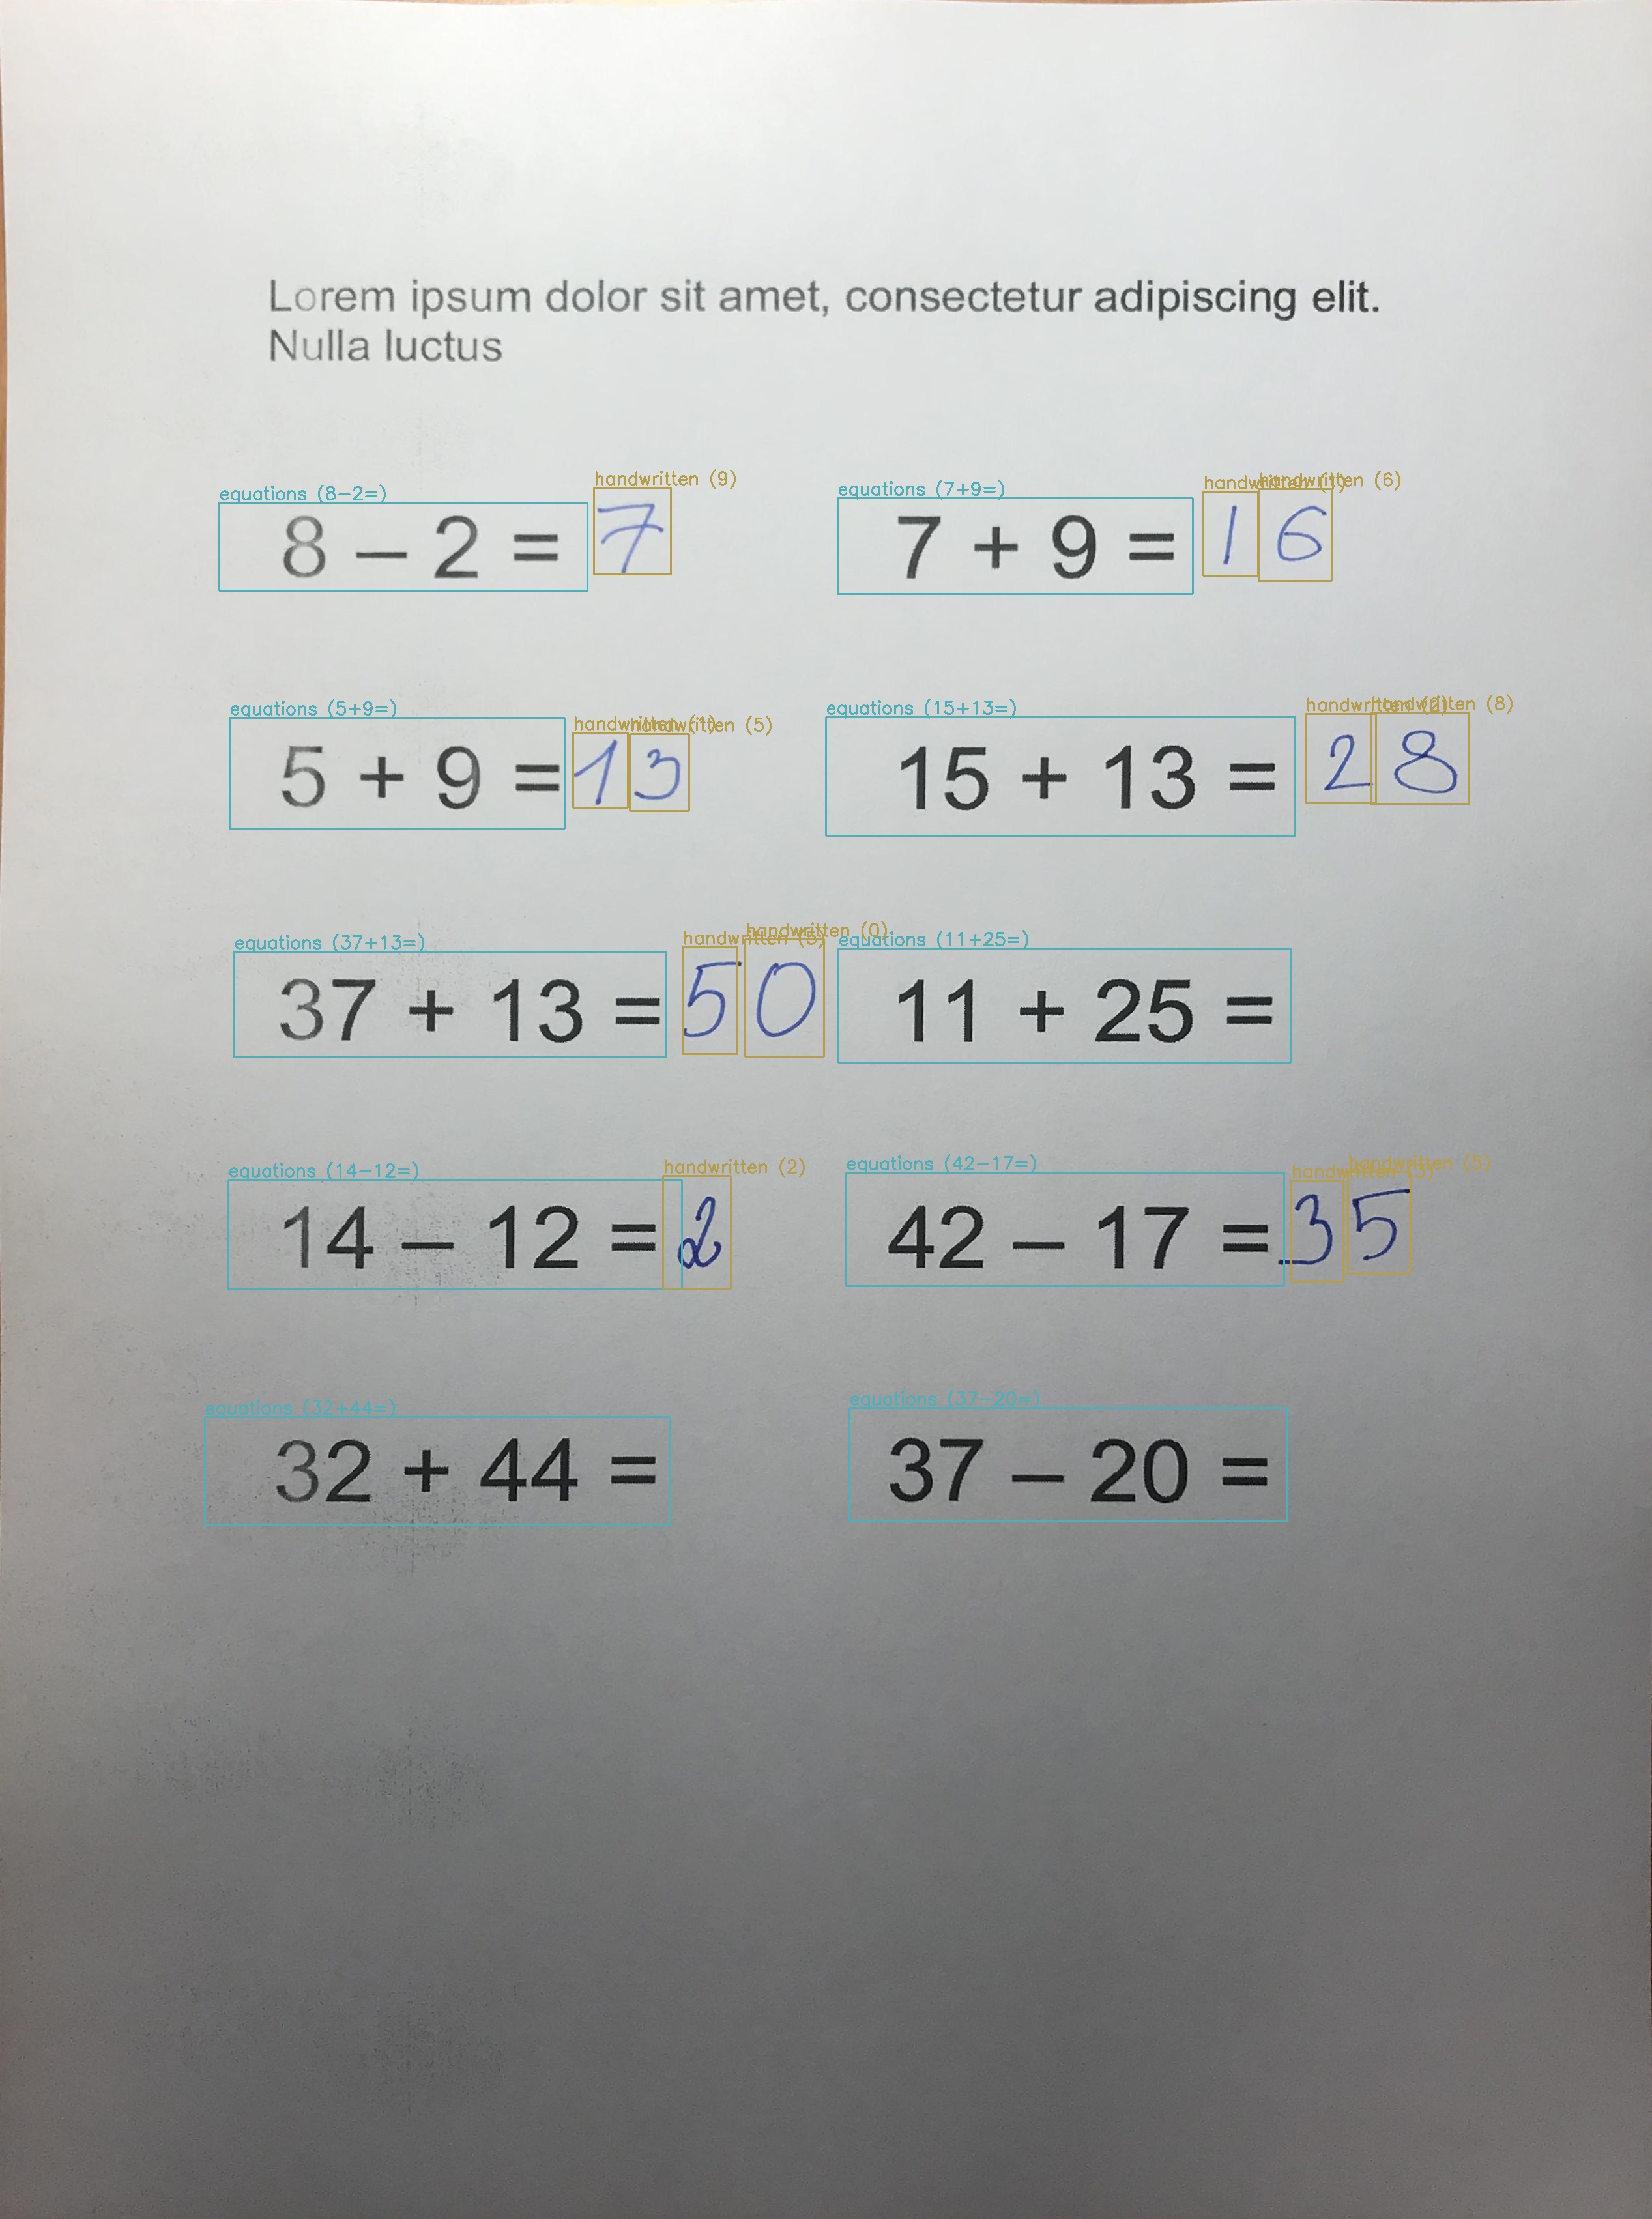 Lorem ipsum dolor sit amet, consectetur adipiscing elit.
Nulla luctus
equations (8-2=) handwritten (9) equations (7+9=) handwritten (1) handwritten (6)
8 – 2 = 7 7 + 9 = 16
equations (5+9=) handwritten (1) handwritten (5) equations (15+13=) handwritten (2) handwritten (8)
5 + 9 = 13 15 + 13 = 28
equations (37+13=) handwritten (5) handwritten (0) equations (11+25=)
37 + 13 = 50 11 + 25 =
equations (14-12=) handwritten (2) equations (42-17=) handwritten (3) handwritten (5)
14 – 12 = 2 42 – 17 = 35
equations (32+44=) equations (37-20=)
32 + 44 = 37 – 20 =